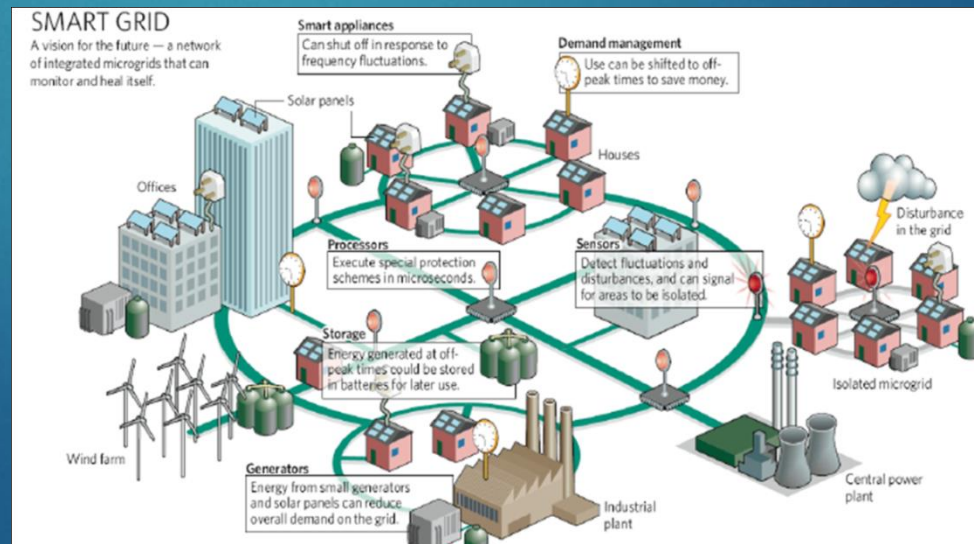 SMART GRID
A vision for the future — a network
of integrated microgrids that can
monitor and heal itself.
Smart appliances
Can shut off in response to
frequency fluctuations.
Demand management
Use can be shifted to off-
peak times to save money.
Solar panels
Houses
Offices
Disturbance
in the grid
Processors
Execute special protection
schemes in microseconds.
Sensors
Detect fluctuations and
disturbances, and can signal
for areas to be isolated.
Storage
Energy generated at off-
peak times could be stored
in batteries for later use.
Isolated microgrid
Wind farm
Generators
Energy from small generators
and solar panels can reduce
overall demand on the grid.
Industrial
plant
Central power
plant